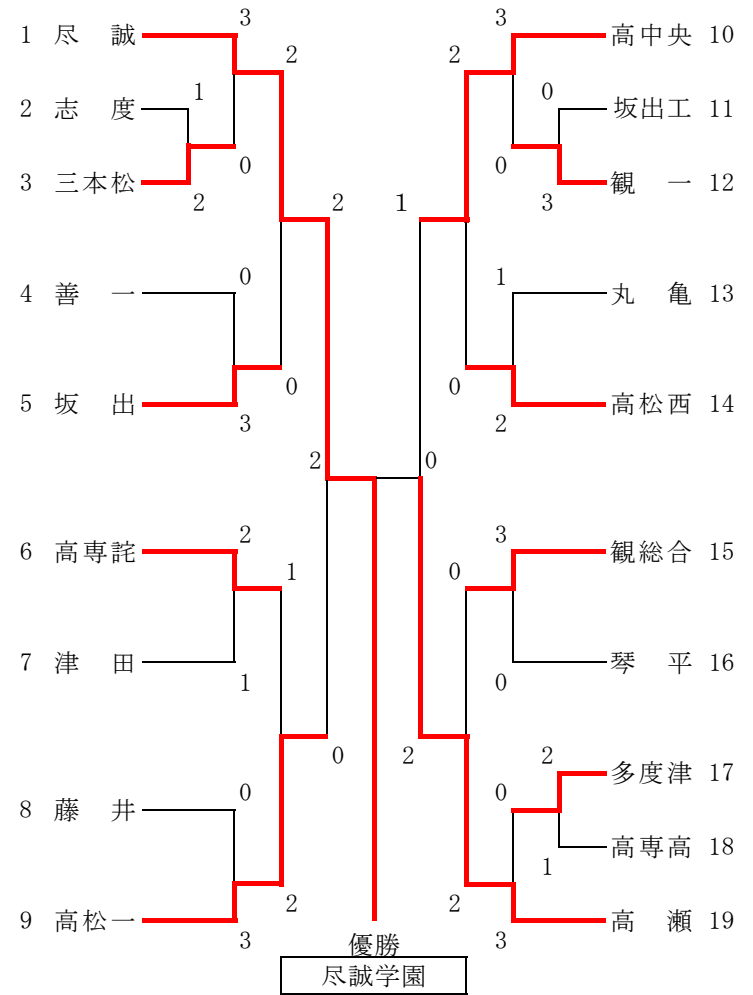 3 3
1 尽 誠 高中央 10
2 2
1 0
2 志 度 坂出工 11
0 0
3 三本松 観 一 12
2 3
2 1
0 1
4 善 一 丸 亀 13
0 0
5 坂 出 高松西 14
3 2
2 0
2 3
6 高専詫 観総合 15
1 0
7 津 田 琴 平 16
1 0
0 2 2
多度津 17
0 0
8 藤 井
高専高 18
1
2 2
9 高松一 高 瀬 19
3 3
優勝
尽誠学園